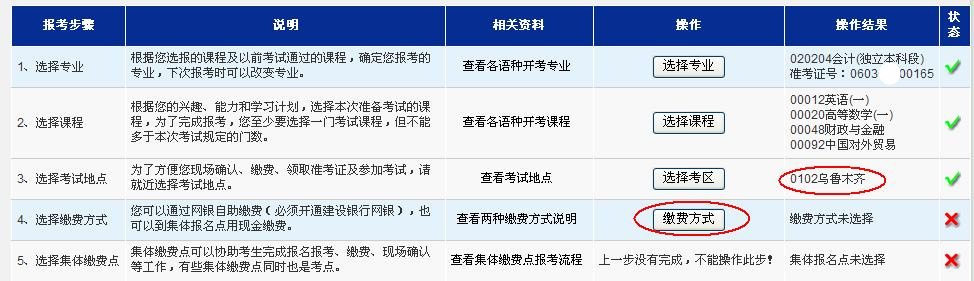 报考步骤 说明 相关资料 操作 操作结果 状态
1、选择专业
根据您选报的课程及以前考试通过的课程，确定您报考的
专业，下次报考时可以改变专业。
查看各语种开考专业
选择专业
020204会计(独立本科段)
准考证号：0603 00165
2、选择课程
根据您的兴趣、能力和学习计划，选择本次准备考试的课
程，为了完成报考，您至少要选择一门考试课程，但不能
多于本次考试规定的门数。
查看各语种开考课程
选择课程
00012英语(一)
00020高等数学(一)
00048财政与金融
00092中国对外贸易
3、选择考试地点
为了方便您现场确认、缴费、领取准考证及参加考试，请
就近选择考试地点。
查看考试地点
选择考区
0102乌鲁木齐
4、选择缴费方式
您可以通过网银自助缴费（必须开通建设银行网银），也
可以到集体报名点用现金缴费。
查看两种缴费方式说明
缴费方式
缴费方式未选择
5、选择集体缴费点
集体缴费点可以协助考生完成报名报考、缴费、现场确认
等工作，有些集体缴费点同时也是考点。
查看集体缴费点报考流程
上一步没有完成，不能操作此步！
集体报名点未选择